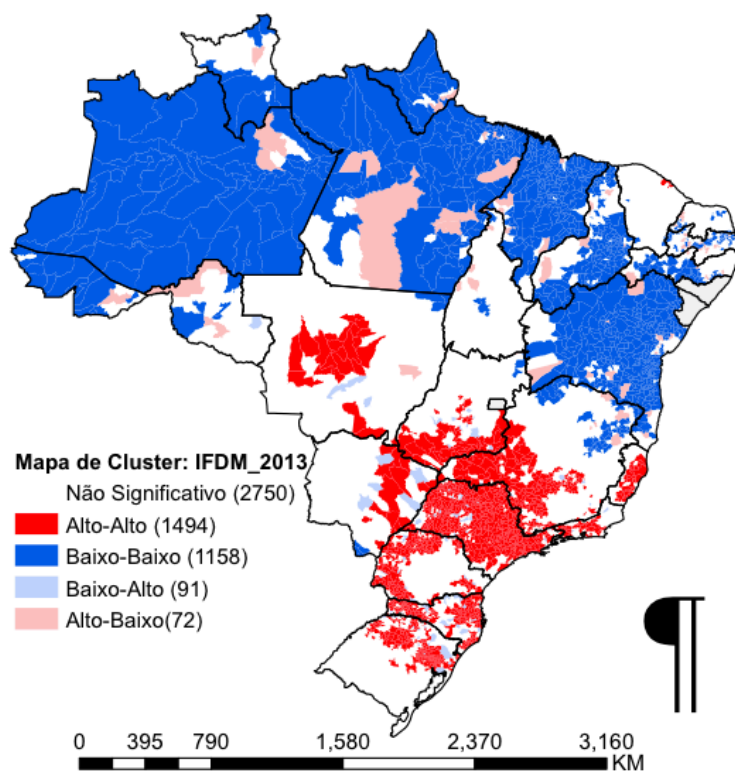 Mapa de Cluster: IFDM_2013
Não Significativo (2750)
Alto-Alto (1494)
Baixo-Baixo (1158)
Baixo-Alto (91)
Alto-Baixo(72)
¶
0 395 790 1,580 2,370 3,160
KM